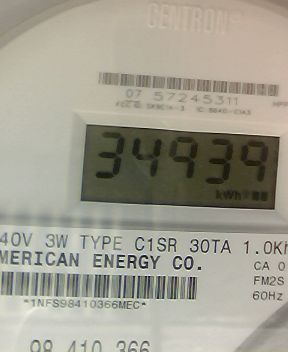 CENTRON®
07 57245311
34939
kWh
40V 3W TYPE C1SR 30TA 1.0Kh
MERICAN ENERGY CO.
CA 0
FM2S
60Hz
*1NFS98410366MEC*
98 410 366